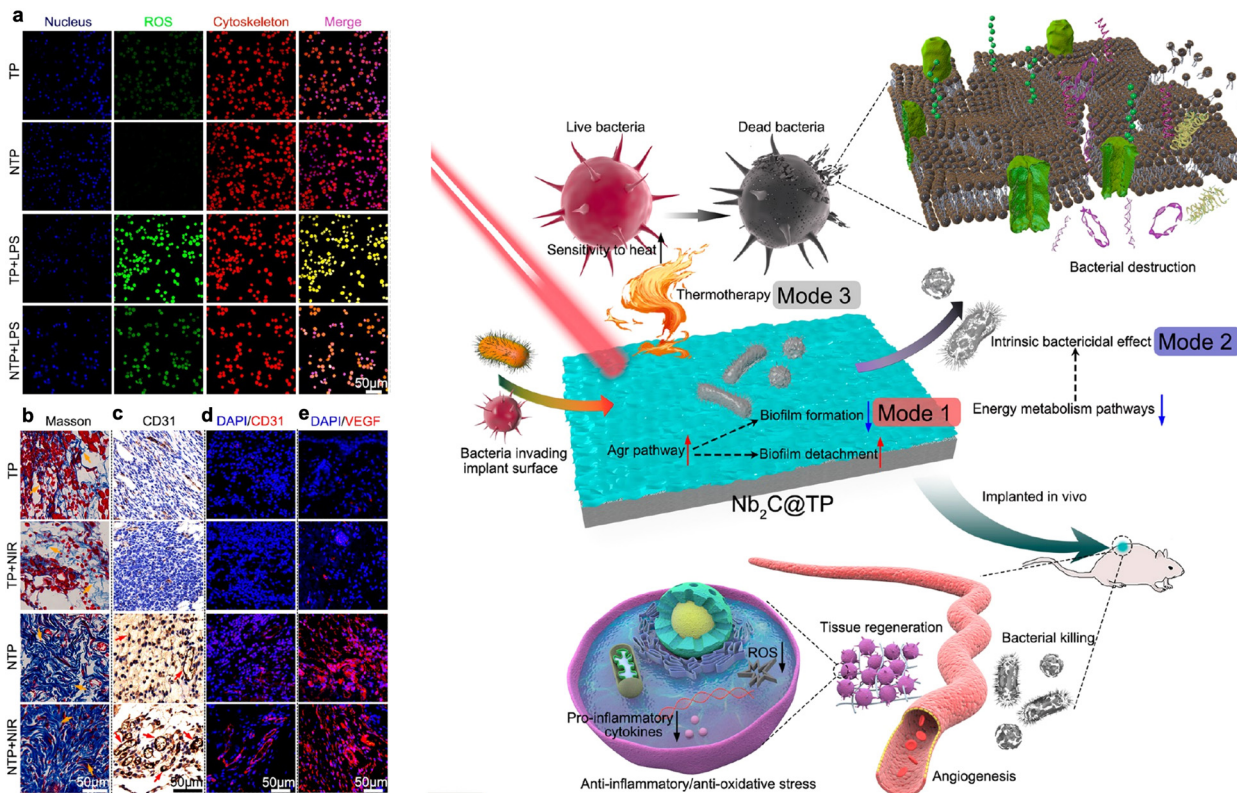 a
Nucleus ROS Cytoskeleton Merge
TP
NTP
TP+LPS
NTP+LPS
50μm
b Masson c CD31 d DAPI/CD31 e DAPI/VEGF
TP
TP+NIR
NTP
NTP+NIR
50μm 50μm 50μm 50μm
Live bacteria
Dead bacteria
Sensitivity to heat
Thermotherapy
Mode 3
Bacterial destruction
Intrinsic bactericidal effect
Mode 2
Energy metabolism pathways
Bacteria invading
implant surface
Biofilm formation
Mode 1
Agr pathway
Biofilm detachment
Nb₂C@TP
Implanted in vivo
Tissue regeneration
Bacterial killing
ROS
Pro-inflammatory
cytokines
Anti-inflammatory/anti-oxidative stress
Angiogenesis